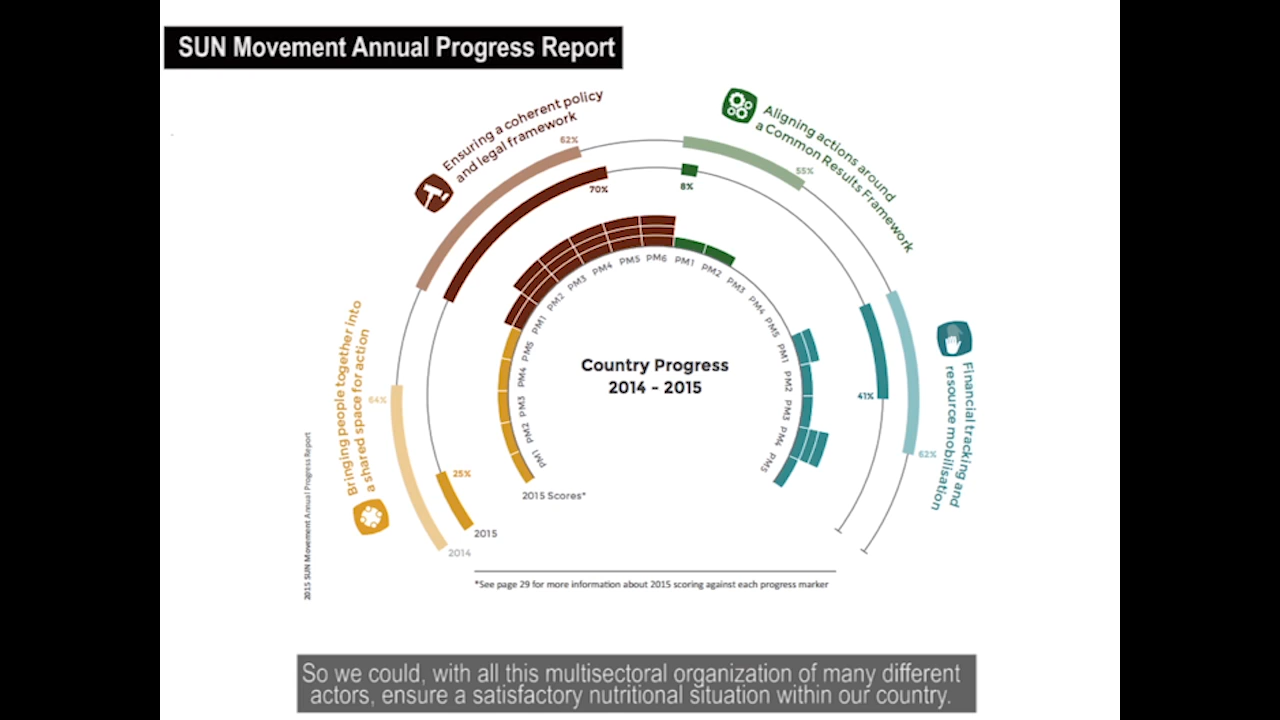 SUN Movement Annual Progress Report
Ensuring a coherent policy
and legal framework
62%
70%
Aligning actions around
a Common Results Framework
55%
8%
Bringing people together into
a shared space for action
64%
25%
Financial tracking and
resource mobilisation
41%
62%
PM1
PM2
PM3
PM4
PM5
PM1
PM2
PM3
PM4
PM5
PM6
PM1
PM2
PM3
PM4
PM5
PM1
PM2
PM3
PM4
PM5
Country Progress
2014 - 2015
2015 Scores*
2015
2014
2015 SUN Movement Annual Progress Report
*See page 29 for more information about 2015 scoring against each progress marker
So we could, with all this multisectoral organization of many different
actors, ensure a satisfactory nutritional situation within our country.